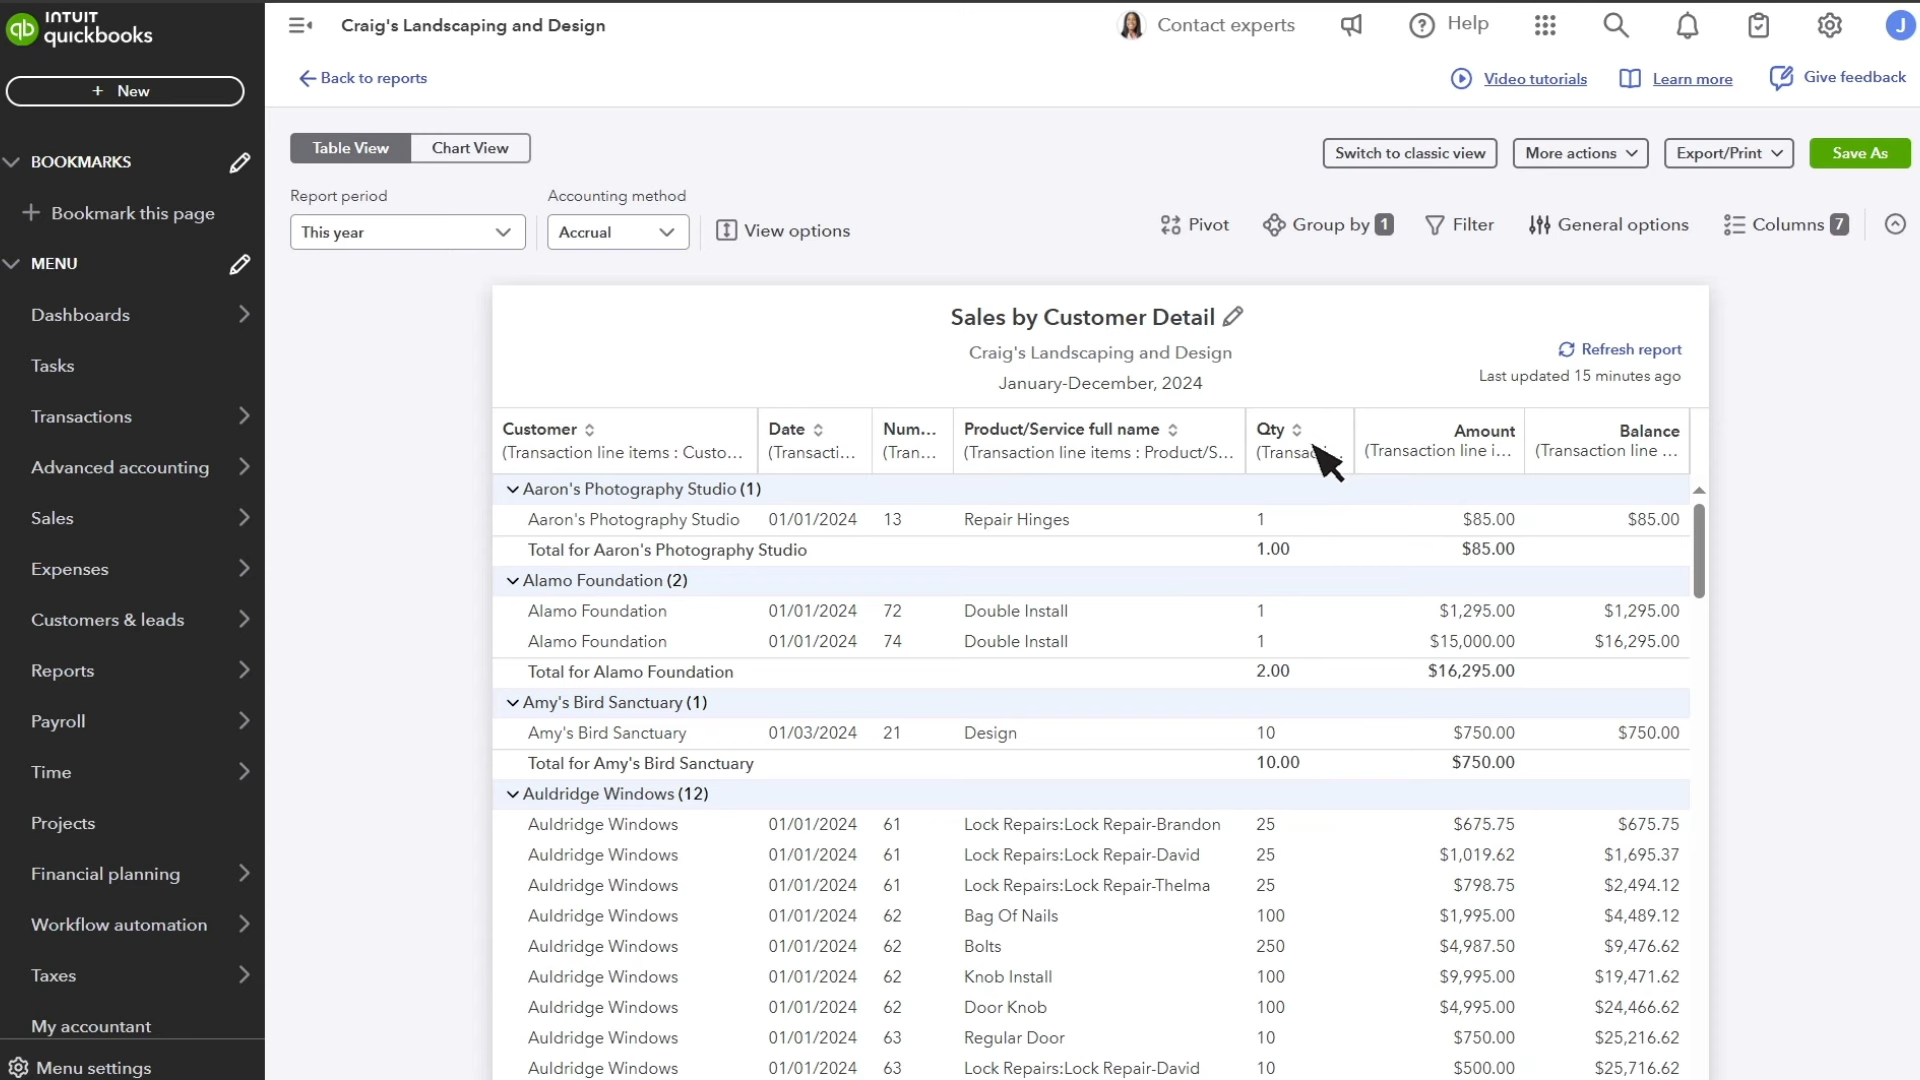 INTUIT
quickbooks
Craig's Landscaping and Design
Contact experts
Help
J
+ New
Back to reports
Video tutorials
Learn more
Give feedback
BOOKMARKS
Bookmark this page
MENU
Dashboards
Tasks
Transactions
Advanced accounting
Sales
Expenses
Customers & leads
Reports
Payroll
Time
Projects
Financial planning
Workflow automation
Taxes
My accountant
Menu settings
Table View Chart View
Switch to classic view More actions Export/Print Save As
Report period Accounting method
This year Accrual View options
Pivot Group by 1 Filter General options Columns 7
Sales by Customer Detail
Craig's Landscaping and Design
January-December, 2024
Refresh report
Last updated 15 minutes ago
Customer Date Num... Product/Service full name Qty Amount Balance
(Transaction line items : Custo... (Transacti... (Tran... (Transaction line items : Product/S... (Transaction line i... (Transaction line ...
Aaron's Photography Studio (1)
Aaron's Photography Studio 01/01/2024 13 Repair Hinges 1 $85.00 $85.00
Total for Aaron's Photography Studio 1.00 $85.00
Alamo Foundation (2)
Alamo Foundation 01/01/2024 72 Double Install 1 $1,295.00 $1,295.00
Alamo Foundation 01/01/2024 74 Double Install 1 $15,000.00 $16,295.00
Total for Alamo Foundation 2.00 $16,295.00
Amy's Bird Sanctuary (1)
Amy's Bird Sanctuary 01/03/2024 21 Design 10 $750.00 $750.00
Total for Amy's Bird Sanctuary 10.00 $750.00
Auldridge Windows (12)
Auldridge Windows 01/01/2024 61 Lock Repairs:Lock Repair-Brandon 25 $675.75 $675.75
Auldridge Windows 01/01/2024 61 Lock Repairs:Lock Repair-David 25 $1,019.62 $1,695.37
Auldridge Windows 01/01/2024 61 Lock Repairs:Lock Repair-Thelma 25 $798.75 $2,494.12
Auldridge Windows 01/01/2024 62 Bag Of Nails 100 $1,995.00 $4,489.12
Auldridge Windows 01/01/2024 62 Bolts 250 $4,987.50 $9,476.62
Auldridge Windows 01/01/2024 62 Knob Install 100 $9,995.00 $19,471.62
Auldridge Windows 01/01/2024 62 Door Knob 100 $4,995.00 $24,466.62
Auldridge Windows 01/01/2024 63 Regular Door 10 $750.00 $25,216.62
Auldridge Windows 01/01/2024 63 Lock Repairs:Lock Repair-David 10 $500.00 $25,716.62